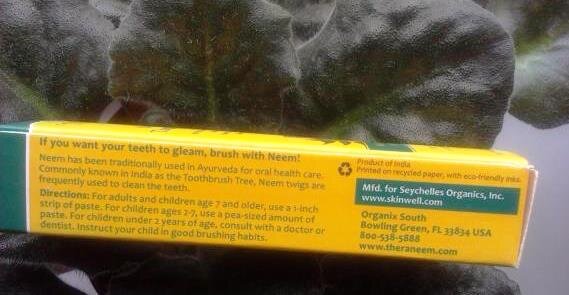 If you want your teeth to gleam, brush with Neem!
Neem has been traditionally used in Ayurveda for oral health care.
Commonly known in India as the Toothbrush Tree, Neem twigs are
frequently used to clean the teeth.
Directions: For adults and children age 7 and older, use a 1-inch
strip of paste. For children ages 2-7, use a pea-sized amount of
paste. For children under 2 years of age, consult with a doctor or
dentist. Instruct your child in good brushing habits.
Product of India
Printed on recycled paper, with eco-friendly inks.
Mfd. for Seychelles Organics, Inc.
www.skinwell.com
Organix South
Bowling Green, FL 33834 USA
800-538-5888
www.theraneem.com